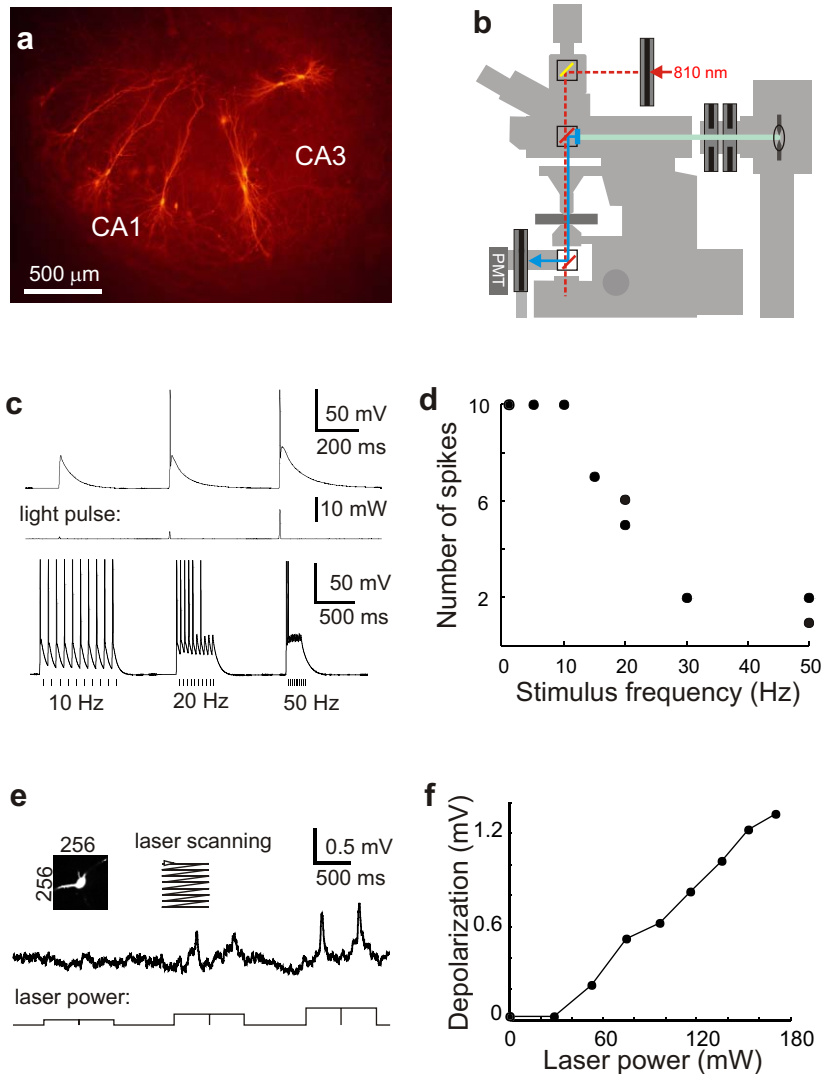 a
CA3
CA1
500 μm
b
810 nm
PMT
c
50 mV
200 ms
light pulse:
10 mW
50 mV
500 ms
10 Hz
20 Hz
50 Hz
d
Number of spikes
10
6
2
0
10
20
30
40
50
Stimulus frequency (Hz)
e
256
256
laser scanning
0.5 mV
500 ms
laser power:
f
Depolarization (mV)
1.2
0.6
0
0
60
120
180
Laser power (mW)